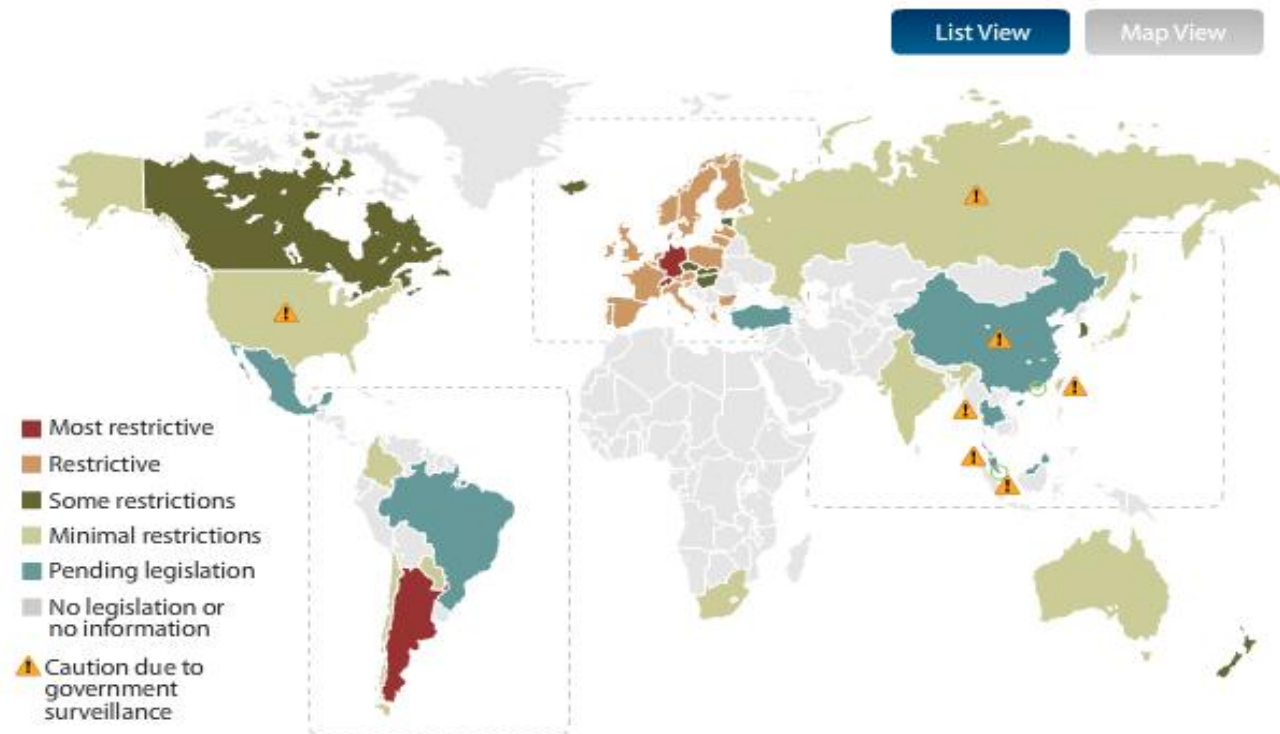 List View
Map View
Most restrictive
Restrictive
Some restrictions
Minimal restrictions
Pending legislation
No legislation or
no information
Caution due to
government
surveillance